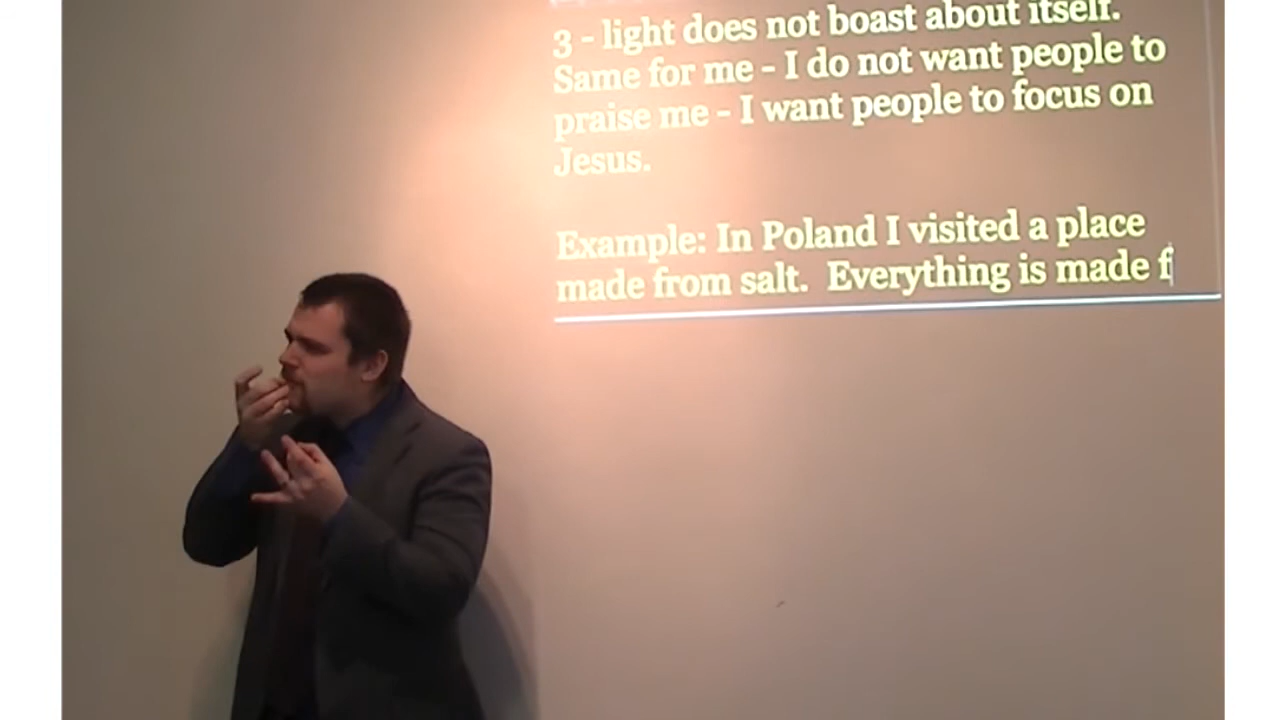 3 - light does not boast about itself.
Same for me - I do not want people to
praise me - I want people to focus on
Jesus.
Example: In Poland I visited a place
made from salt. Everything is made f